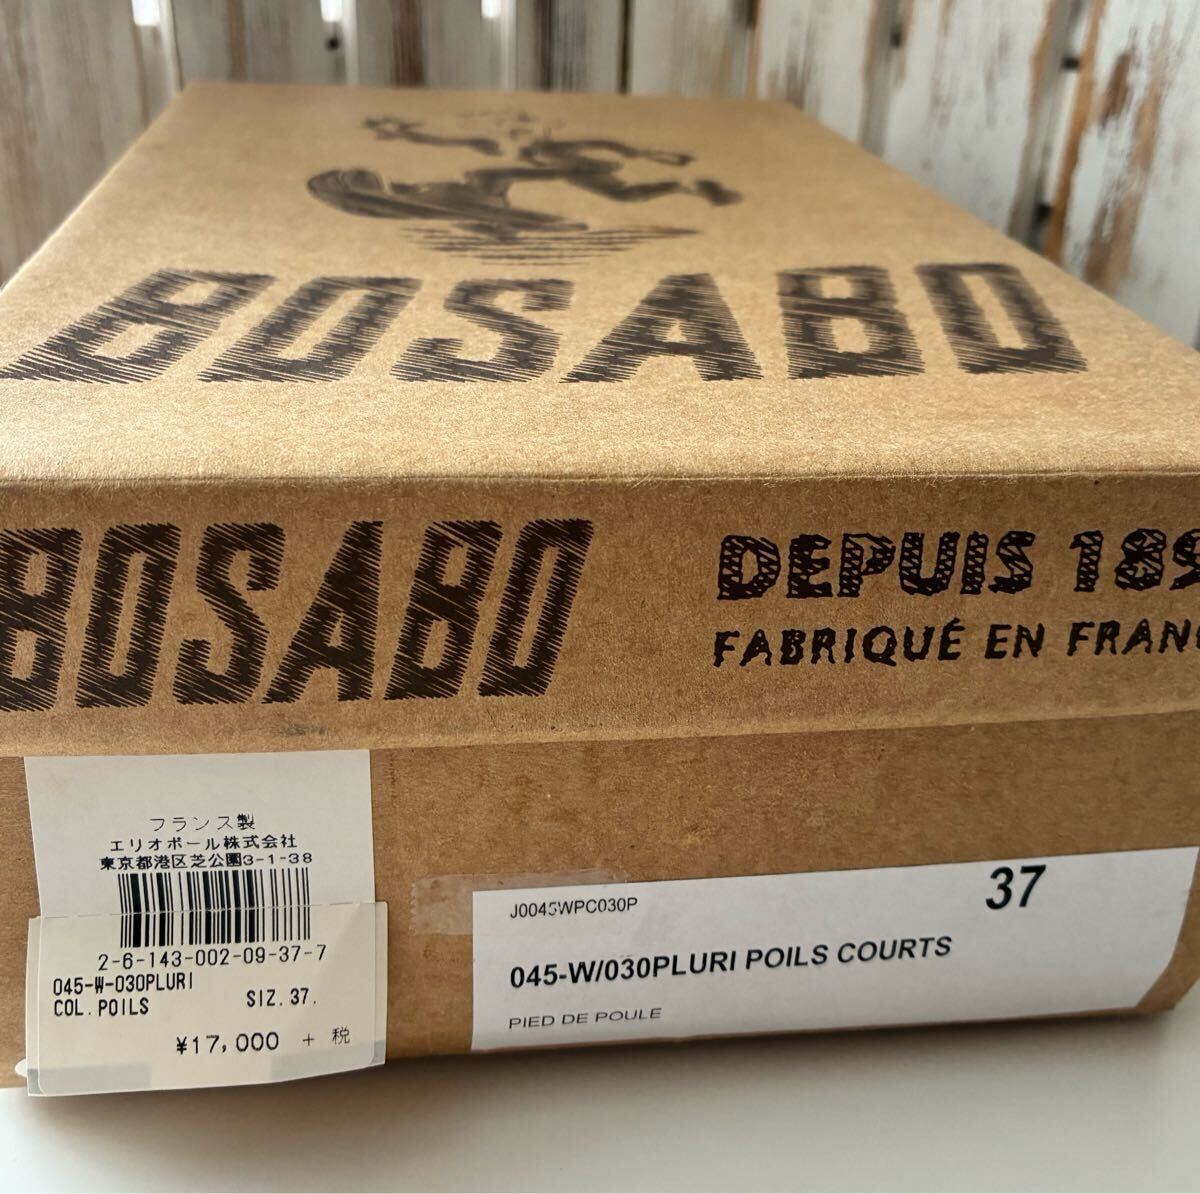 BOSABO
BOSABO
DEPUIS 189
FABRIQUÉ EN FRAN
フランス製
エリオポール株式会社
東京都港区芝公園3-1-38
2-6-143-002-09-37-7
045-W-030PLURI
COL.POILS SIZ.37.
¥17,000 + 税
J0045WPC030P
37
045-W/030PLURI POILS COURTS
PIED DE POULE